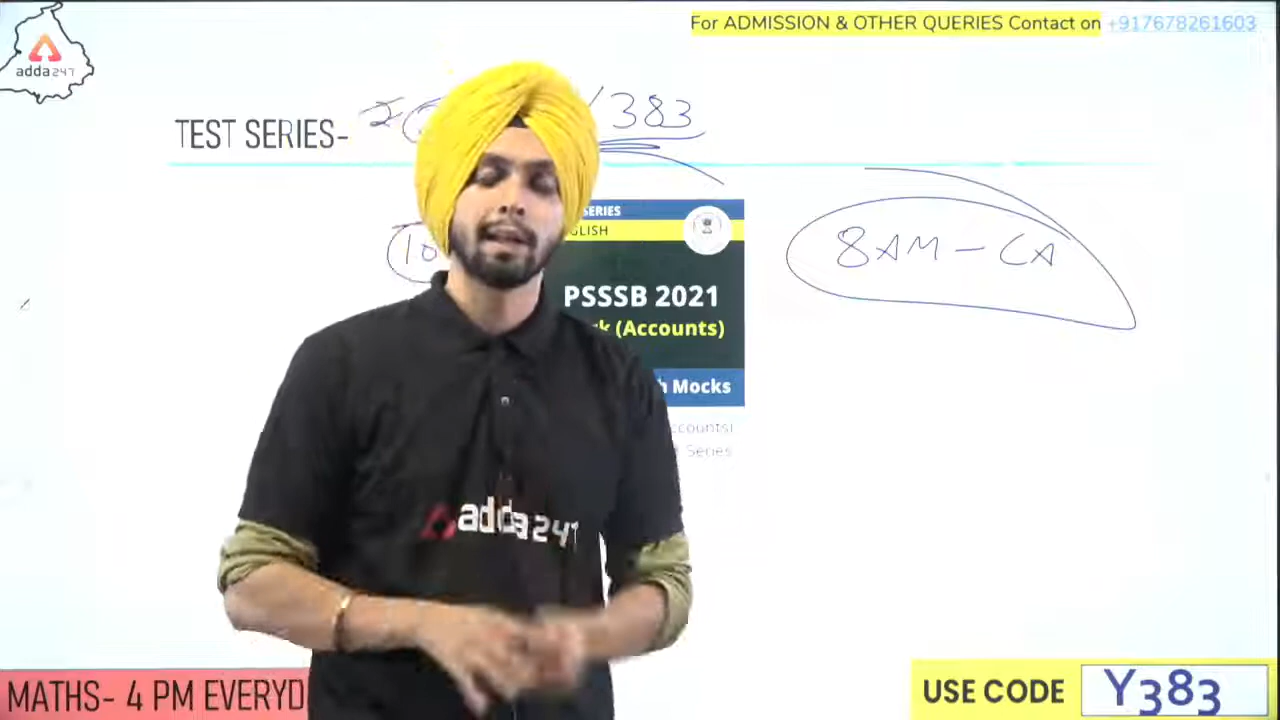 For ADMISSION & OTHER QUERIES Contact on +917678261603
adda247
TEST SERIES-
383
SERIES
8AM - CA
PSSSB 2021
(Accounts)
Mocks
Series
adda247
MATHS- 4 PM
USE CODE Y383